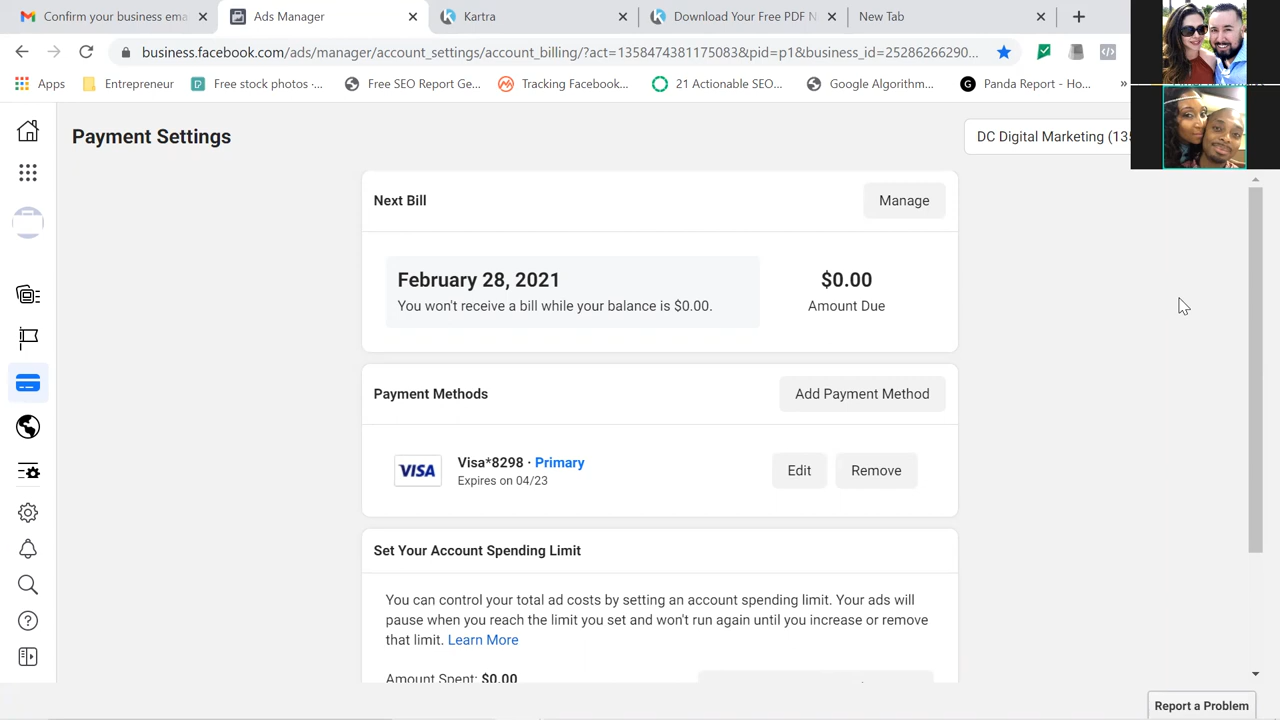 Confirm your business ema
Ads Manager
Kartra
Download Your Free PDF N
New Tab
business.facebook.com/ads/manager/account_settings/account_billing/?act=1358474381175083&pid=p1&business_id=25286266290...
Apps
Entrepreneur
Free stock photos ·...
Free SEO Report Ge
Tracking Facebook...
21 Actionable SEO...
Google Algorithm...
Panda Report - Ho...
»
Payment Settings
DC Digital Marketing (135
Next Bill
Manage
February 28, 2021
You won't receive a bill while your balance is $0.00.
$0.00
Amount Due
Payment Methods
Add Payment Method
VISA
Visa*8298 · Primary
Expires on 04/23
Edit
Remove
Set Your Account Spending Limit
You can control your total ad costs by setting an account spending limit. Your ads will
pause when you reach the limit you set and won't run again until you increase or remove
that limit. Learn More
Amount Spent: $0.00
Report a Problem